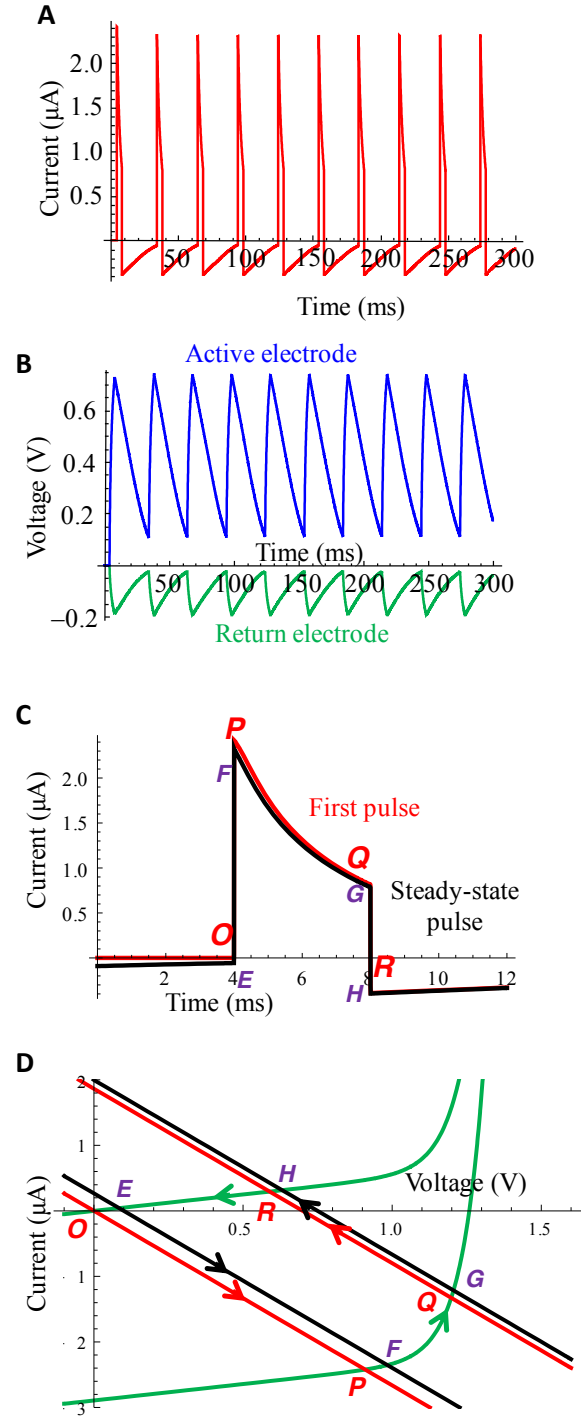 A
Current (μA)
2.0
1.5
1.0
0.5
50 100 150 200 250 300
Time (ms)
B
Active electrode
Voltage (V)
0.6
0.4
0.2
Time (ms)
50 100 150 200 250 300
−0.2
Return electrode
C
P
Current (μA)
2.0
F
First pulse
1.5
Q
1.0
G
Steady-state
pulse
0.5
O
R
2 4 6 8 10 12
Time (ms)
E
H
D
2
Current (μA)
1
H
Voltage (V)
E
O
R
0.5 1.0 1.5
1
G
Q
2
F
P
3